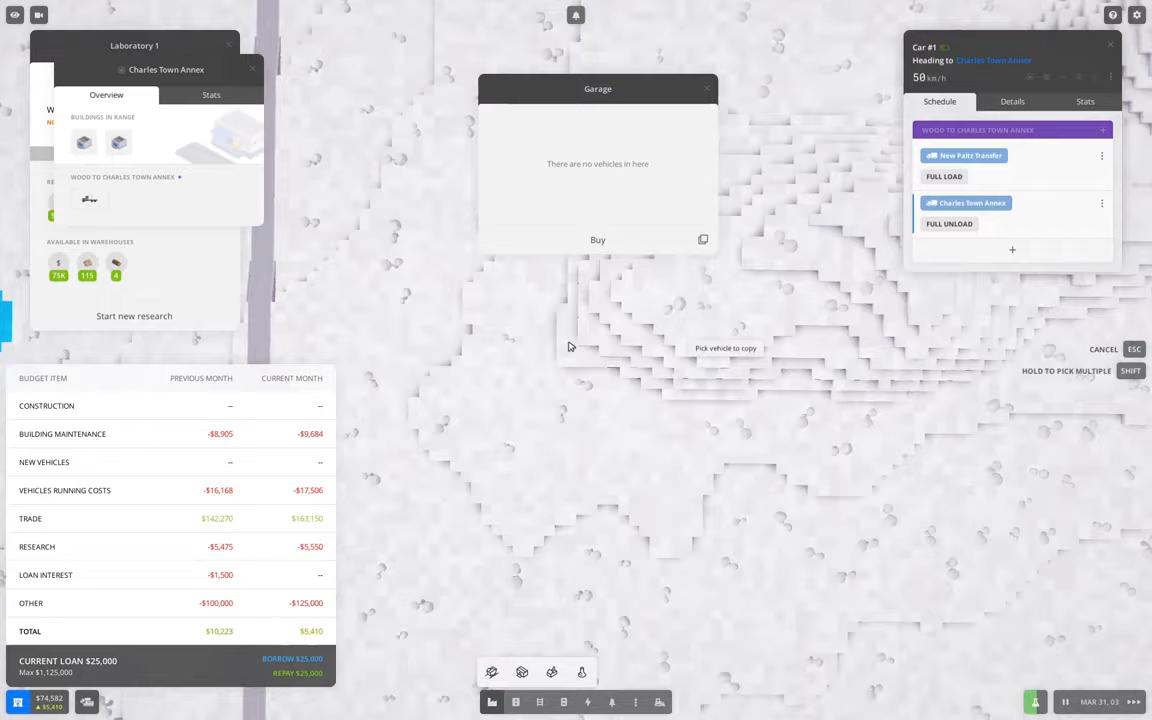 Laboratory 1
Charles Town Annex
Overview
Stats
BUILDINGS IN RANGE
WOOD TO CHARLES TOWN ANNEX
AVAILABLE IN WAREHOUSES
$
75K
115
4
Start new research
Garage
There are no vehicles in here
Buy
Car #1
Heading to Charles Town Annex
50 km/h
Schedule
Details
Stats
WOOD TO CHARLES TOWN ANNEX
New Paltz Transfer
FULL LOAD
Charles Town Annex
FULL UNLOAD
Pick vehicle to copy
CANCEL ESC
HOLD TO PICK MULTIPLE SHIFT
BUDGET ITEM PREVIOUS MONTH CURRENT MONTH
CONSTRUCTION -- --
BUILDING MAINTENANCE -$8,905 -$9,684
NEW VEHICLES -- --
VEHICLES RUNNING COSTS -$16,168 -$17,506
TRADE $142,270 $163,150
RESEARCH -$5,475 -$5,550
LOAN INTEREST -$1,500 --
OTHER -$100,000 -$125,000
TOTAL $10,223 $5,410
CURRENT LOAN $25,000
Max $1,125,000
BORROW $25,000
REPAY $25,000
$74,582
▲ $5,410
MAR 31, 03